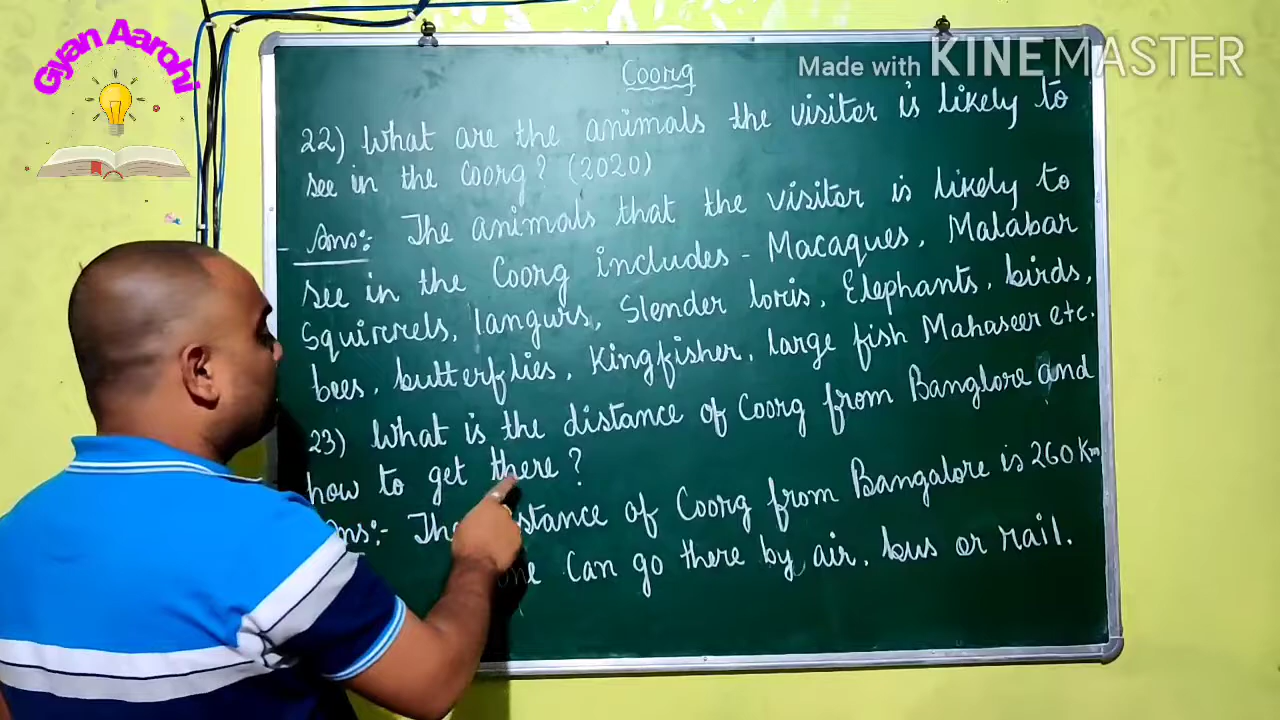 Gyan Aarohi
Made with KINEMASTER
Coorg
22) What are the animals the visitor is likely to
see in the Coorg? (2020)
Ans:- The animals that the visitor is likely to
see in the Coorg includes - Macaques, Malabar
Squirrels, langurs, Slender loris, Elephants, birds,
bees, butterflies, Kingfisher, large fish Mahaseer etc.
23) What is the distance of Coorg from Banglore and
how to get there?
Ans:- The distance of Coorg from Bangalore is 260 Km
one Can go there by air, bus or rail.